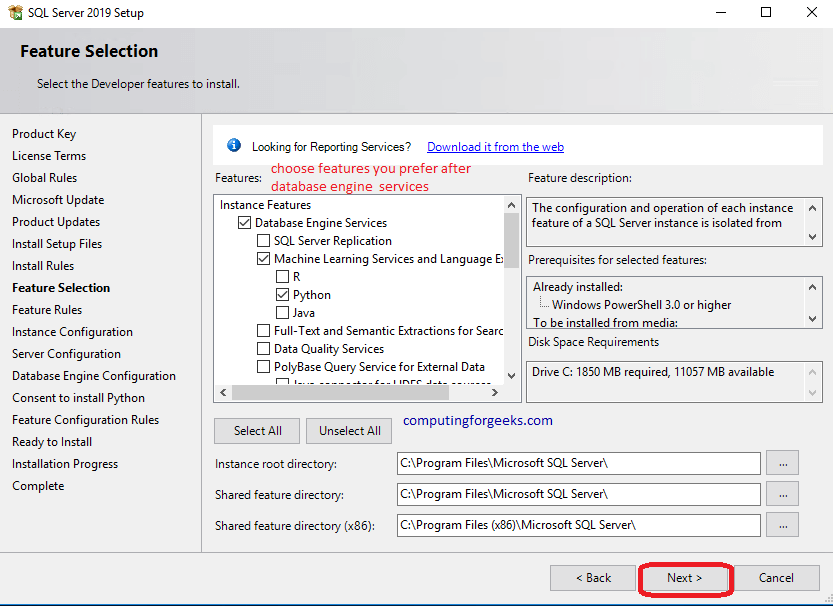 SQL Server 2019 Setup
Feature Selection
Select the Developer features to install.
Product Key
License Terms
Global Rules
Microsoft Update
Product Updates
Install Setup Files
Install Rules
Feature Selection
Feature Rules
Instance Configuration
Server Configuration
Database Engine Configuration
Consent to install Python
Feature Configuration Rules
Ready to Install
Installation Progress
Complete
Looking for Reporting Services? Download it from the web
Features:
choose features you prefer after
database engine services
Instance Features
Database Engine Services
SQL Server Replication
Machine Learning Services and Language Ex
R
Python
Java
Full-Text and Semantic Extractions for Searc
Data Quality Services
PolyBase Query Service for External Data
Java connector for HDFS data sources
Feature description:
The configuration and operation of each instance
feature of a SQL Server instance is isolated from
Prerequisites for selected features:
Already installed:
Windows PowerShell 3.0 or higher
To be installed from media:
Disk Space Requirements
Drive C: 1850 MB required, 11057 MB available
Select All
Unselect All
computingforgeeks.com
Instance root directory:
C:\Program Files\Microsoft SQL Server\
...
Shared feature directory:
C:\Program Files\Microsoft SQL Server\
...
Shared feature directory (x86):
C:\Program Files (x86)\Microsoft SQL Server\
...
< Back
Next >
Cancel